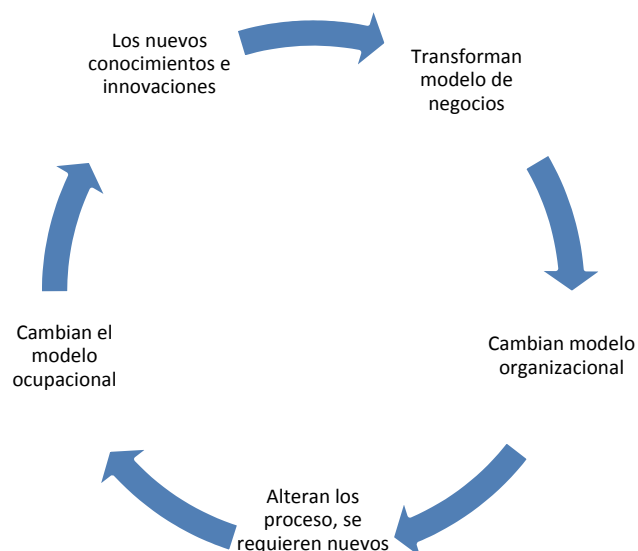 Los nuevos
conocimientos e
innovaciones
Transforman
modelo de
negocios
Cambian modelo
organizacional
Alteran los
proceso, se
requieren nuevos
Cambian el
modelo
ocupacional